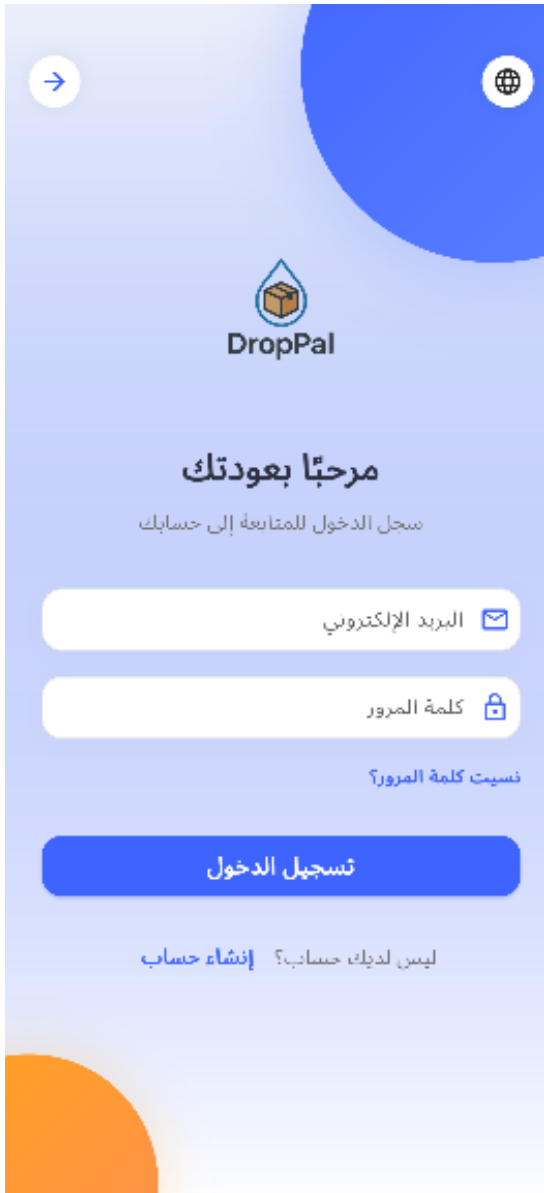 DropPal
مرحبًا بعودتك
سجل الدخول للمتابعة إلى حسابك
البريد الإلكتروني
كلمة المرور
نسيت كلمة المرور؟
تسجيل الدخول
ليس لديك حساب؟ إنشاء حساب